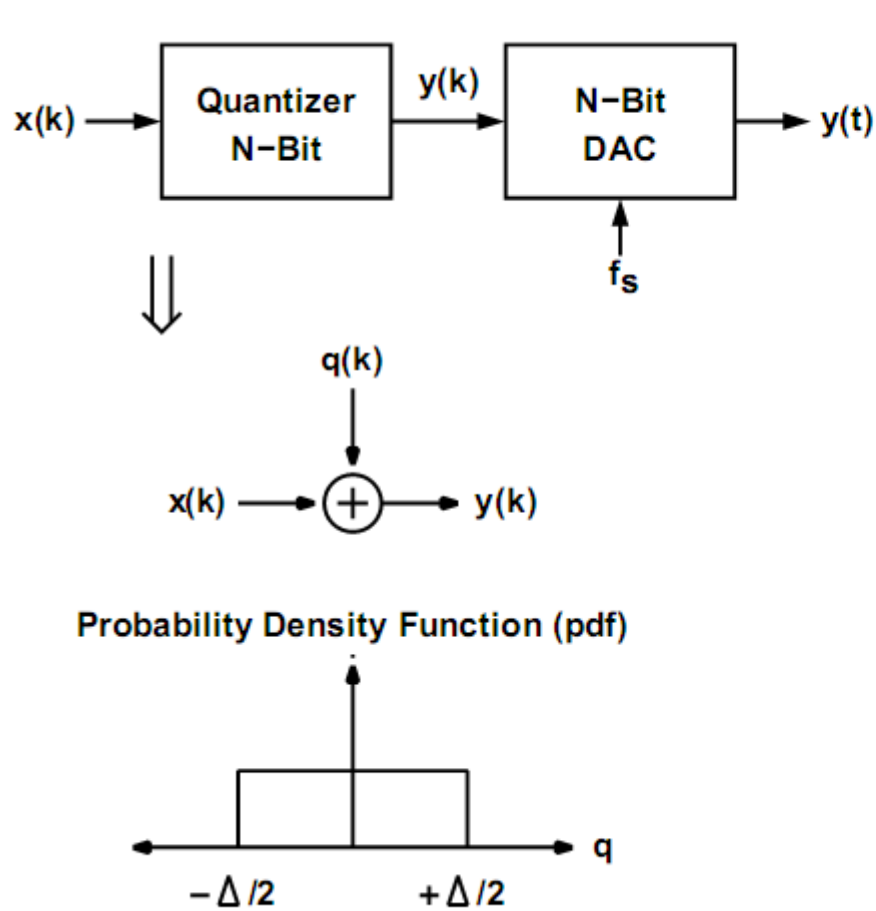 x(k)
Quantizer
N−Bit
y(k)
N−Bit
DAC
y(t)
fs
q(k)
x(k)
+
y(k)
Probability Density Function (pdf)
q
−Δ/2
+Δ/2